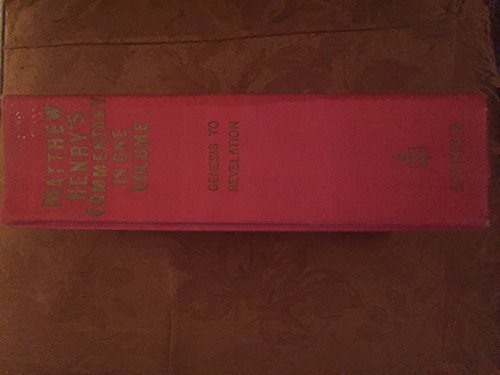 MATTHEW
HENRY'S
COMMENTARY
IN ONE
VOLUME
GENESIS TO
REVELATION